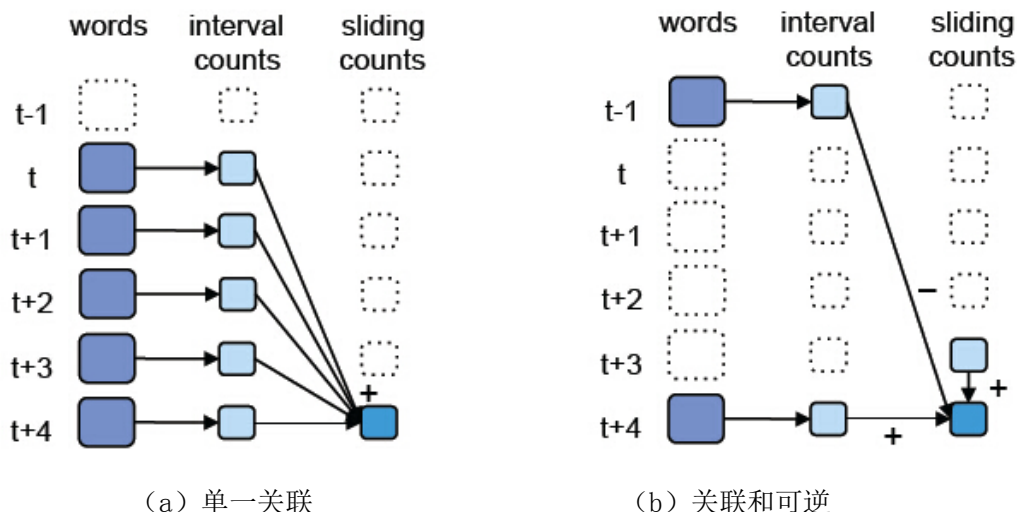 words interval counts sliding counts
t-1
t
t+1
t+2
t+3
+
t+4
(a) 单一关联
words interval counts sliding counts
t-1
t
t+1
t+2
−
t+3
+
t+4
+
(b) 关联和可逆